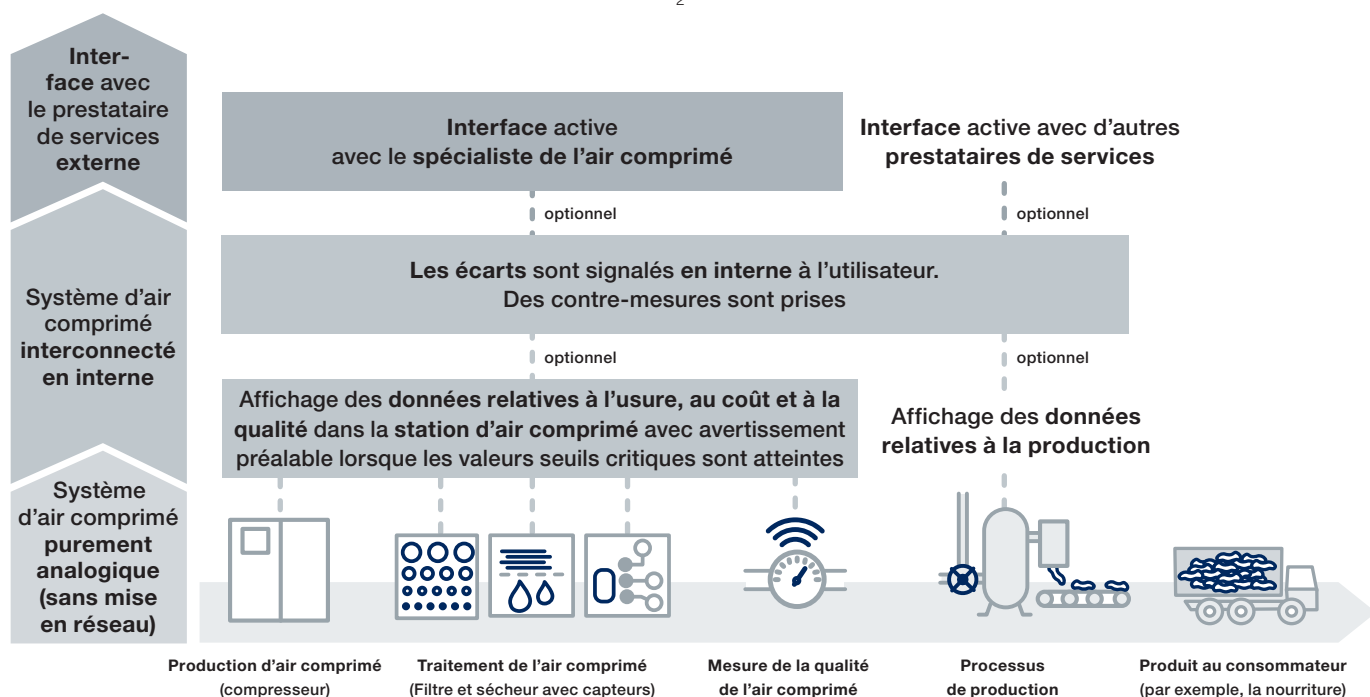 2
Inter-
face avec
le prestataire
de services
externe
Interface active
avec le spécialiste de l'air comprimé
Interface active avec d'autres
prestataires de services
optionnel
optionnel
Système d'air
comprimé
interconnecté
en interne
Les écarts sont signalés en interne à l'utilisateur.
Des contre-mesures sont prises
optionnel
optionnel
Affichage des données relatives à l'usure, au coût et à la
qualité dans la station d'air comprimé avec avertissement
préalable lorsque les valeurs seuils critiques sont atteintes
Affichage des données
relatives à la production
Système
d'air comprimé
purement
analogique
(sans mise
en réseau)
Production d'air comprimé
(compresseur)
Traitement de l'air comprimé
(Filtre et sécheur avec capteurs)
Mesure de la qualité
de l'air comprimé
Processus
de production
Produit au consommateur
(par exemple, la nourriture)